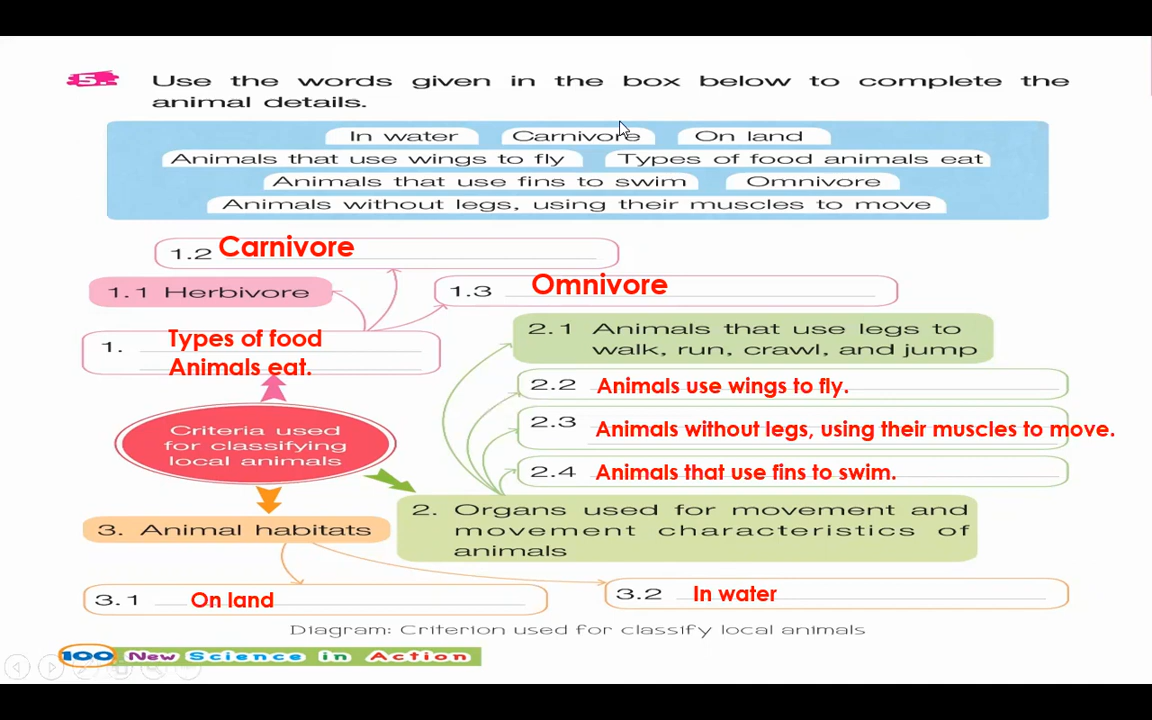 5. Use the words given in the box below to complete the
animal details.
In water Carnivore On land
Animals that use wings to fly Types of food animals eat
Animals that use fins to swim Omnivore
Animals without legs, using their muscles to move
1.2 Carnivore
1.1 Herbivore
1.3 Omnivore
1. Types of food
Animals eat.
2.1 Animals that use legs to
walk, run, crawl, and jump
2.2 Animals use wings to fly.
2.3 Animals without legs, using their muscles to move.
2.4 Animals that use fins to swim.
Criteria used
for classifying
local animals
2. Organs used for movement and
movement characteristics of
animals
3. Animal habitats
3.1 On land
3.2 In water
Diagram: Criterion used for classify local animals
100 New Science in Action